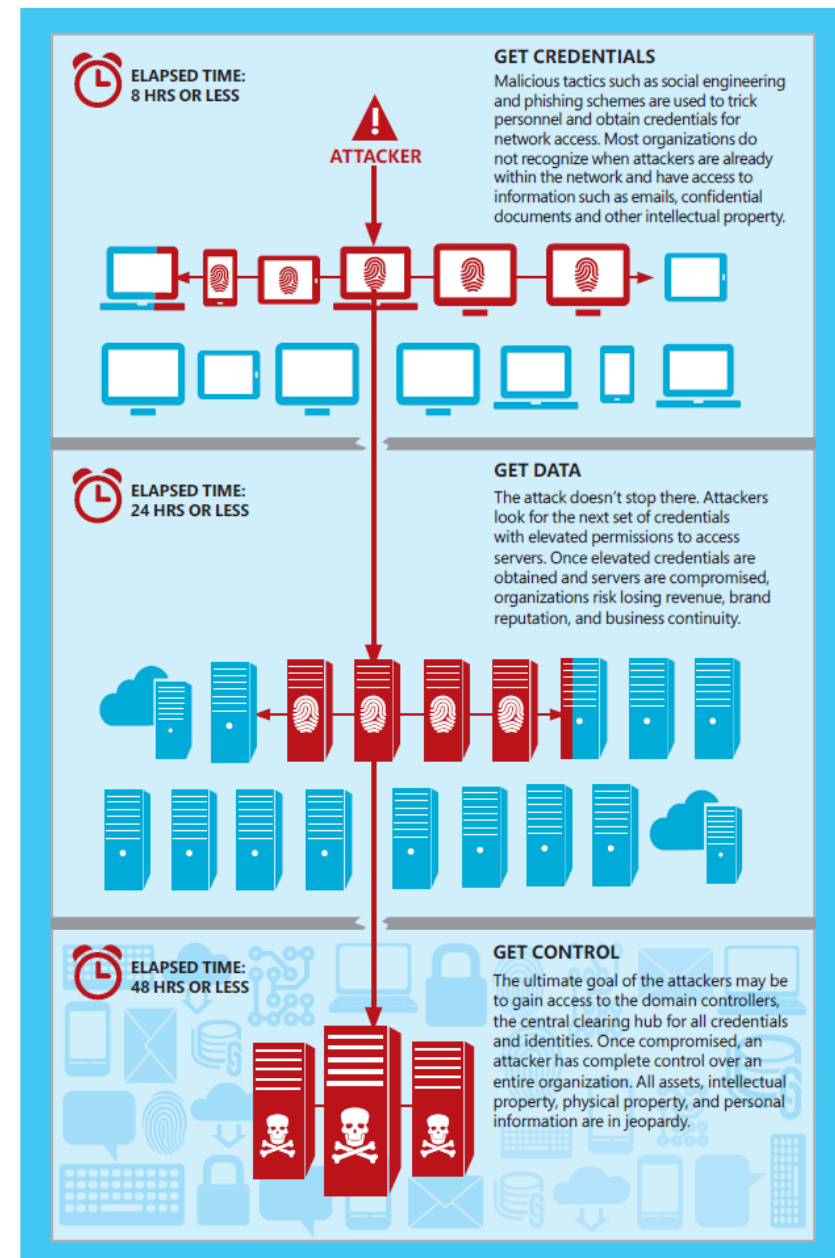 ELAPSED TIME:
8 HRS OR LESS
ATTACKER
GET CREDENTIALS
Malicious tactics such as social engineering
and phishing schemes are used to trick
personnel and obtain credentials for
network access. Most organizations do
not recognize when attackers are already
within the network and have access to
information such as emails, confidential
documents and other intellectual property.
ELAPSED TIME:
24 HRS OR LESS
GET DATA
The attack doesn’t stop there. Attackers
look for the next set of credentials
with elevated permissions to access
servers. Once elevated credentials are
obtained and servers are compromised,
organizations risk losing revenue, brand
reputation, and business continuity.
ELAPSED TIME:
48 HRS OR LESS
GET CONTROL
The ultimate goal of the attackers may be
to gain access to the domain controllers,
the central clearing hub for all credentials
and identities. Once compromised, an
attacker has complete control over an
entire organization. All assets, intellectual
property, physical property, and personal
information are in jeopardy.